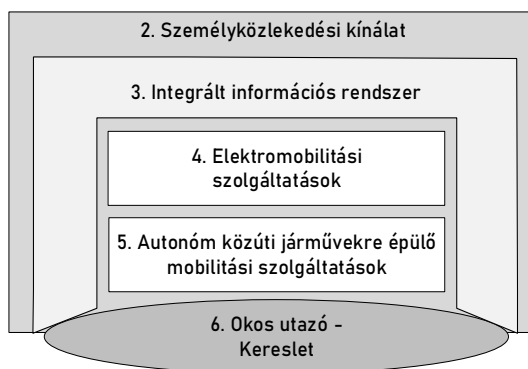 2. Személyközlekedési kínálat
3. Integrált információs rendszer
4. Elektromobilitási
szolgáltatások
5. Autonóm közúti járművekre épülő
mobilitási szolgáltatások
6. Okos utazó -
Kereslet